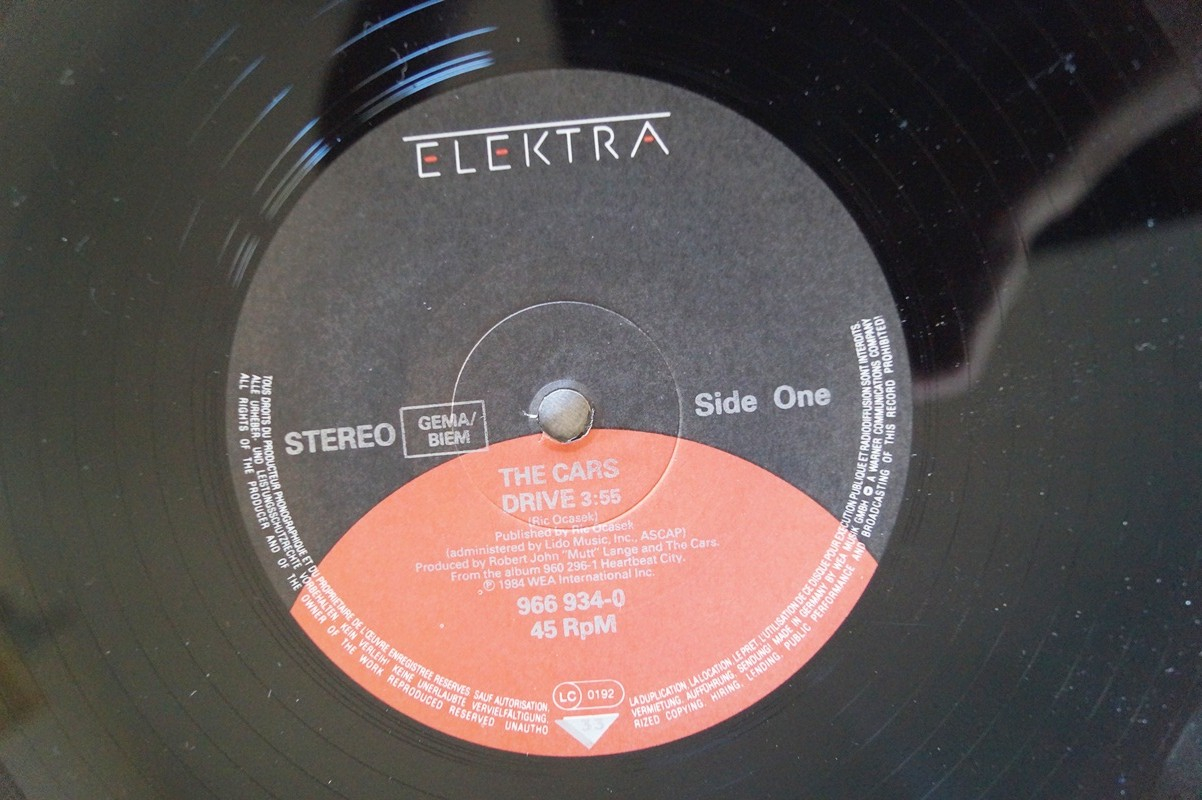 ELEKTRA
STEREO
GEMA/
BIEM
Side One
THE CARS
DRIVE 3:55
(Ric Ocasek)
Published by Ric Ocasek
(administered by Lido Music, Inc., ASCAP)
Produced by Robert John "Mutt" Lange and The Cars.
From the album 960 296-1 Heartbeat City.
℗ 1984 WEA International Inc.
966 934-0
45 RpM
LC 0192
33
TOUS DROITS DU PRODUCTEUR PHONOGRAPHIQUE ET DU PROPRIETAIRE DE L'ŒUVRE ENREGISTREE RESERVES SAUF AUTORISATION,
LA DUPLICATION, LA LOCATION, LE PRET, L'UTILISATION DE CE DISQUE POUR EXECUTION PUBLIQUE ET RADIODIFFUSION SONT INTERDITS.
ALLE URHEBER- UND LEISTUNGSSCHUTZRECHTE VORBEHALTEN KEIN VERLEIH! KEINE UNERLAUBTE VERVIELFÄLTIGUNG,
VERMIETUNG, AUFFÜHRUNG, SENDUNG! MADE IN GERMANY BY WEA MUSIK GMBH A WARNER COMMUNICATIONS COMPANY
ALL RIGHTS OF THE PRODUCER AND OF THE OWNER OF THE WORK REPRODUCED RESERVED UNAUTHO
RIZED COPYING, HIRING, LENDING, PUBLIC PERFORMANCE AND BROADCASTING OF THIS RECORD PROHIBITED!